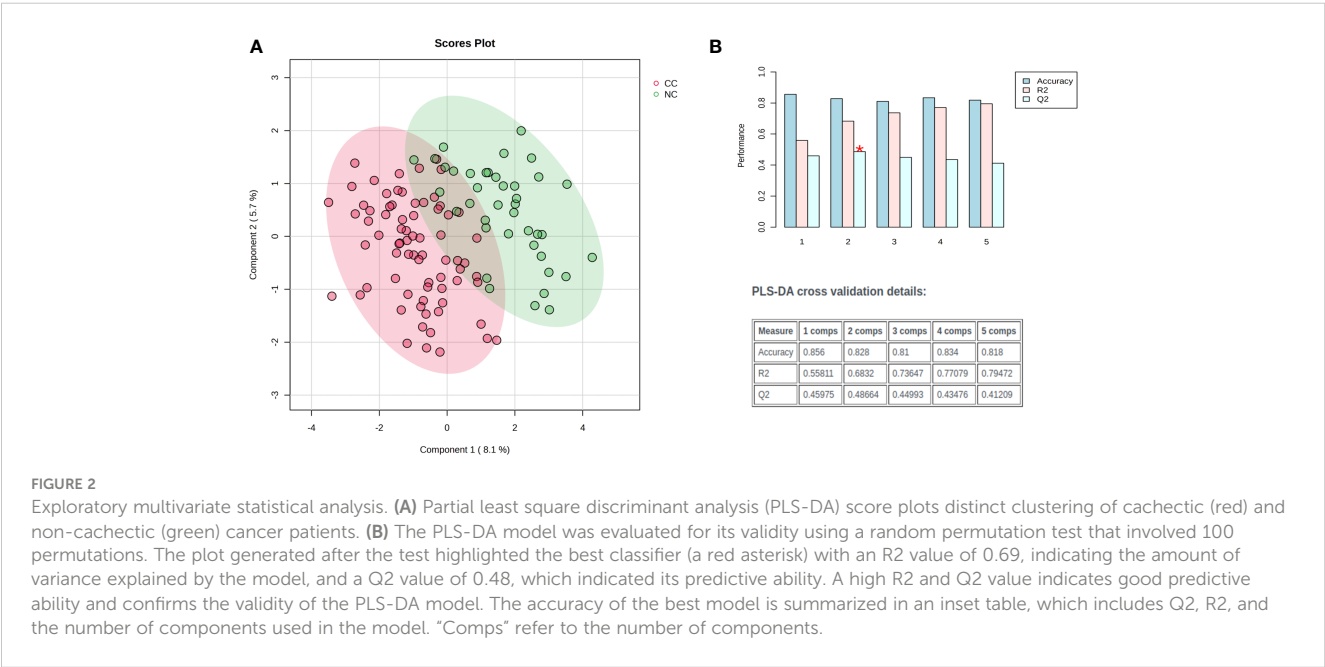 A
Scores Plot
CC
NC
3
2
1
0
-1
-2
-3
Component 2 ( 5.7 %)
-4
-2
0
2
4
Component 1 ( 8.1 %)
B
Accuracy
R2
Q2
1.0
0.8
0.6
0.4
0.2
0.0
Performance
*
1
2
3
4
5
PLS-DA cross validation details:
Measure 1 comps 2 comps 3 comps 4 comps 5 comps
Accuracy 0.856 0.828 0.81 0.834 0.818
R2 0.55811 0.6832 0.73647 0.77079 0.79472
Q2 0.45975 0.48664 0.44993 0.43476 0.41209
FIGURE 2
Exploratory multivariate statistical analysis. (A) Partial least square discriminant analysis (PLS-DA) score plots distinct clustering of cachectic (red) and
non-cachectic (green) cancer patients. (B) The PLS-DA model was evaluated for its validity using a random permutation test that involved 100
permutations. The plot generated after the test highlighted the best classifier (a red asterisk) with an R2 value of 0.69, indicating the amount of
variance explained by the model, and a Q2 value of 0.48, which indicated its predictive ability. A high R2 and Q2 value indicates good predictive
ability and confirms the validity of the PLS-DA model. The accuracy of the best model is summarized in an inset table, which includes Q2, R2, and
the number of components used in the model. “Comps” refer to the number of components.